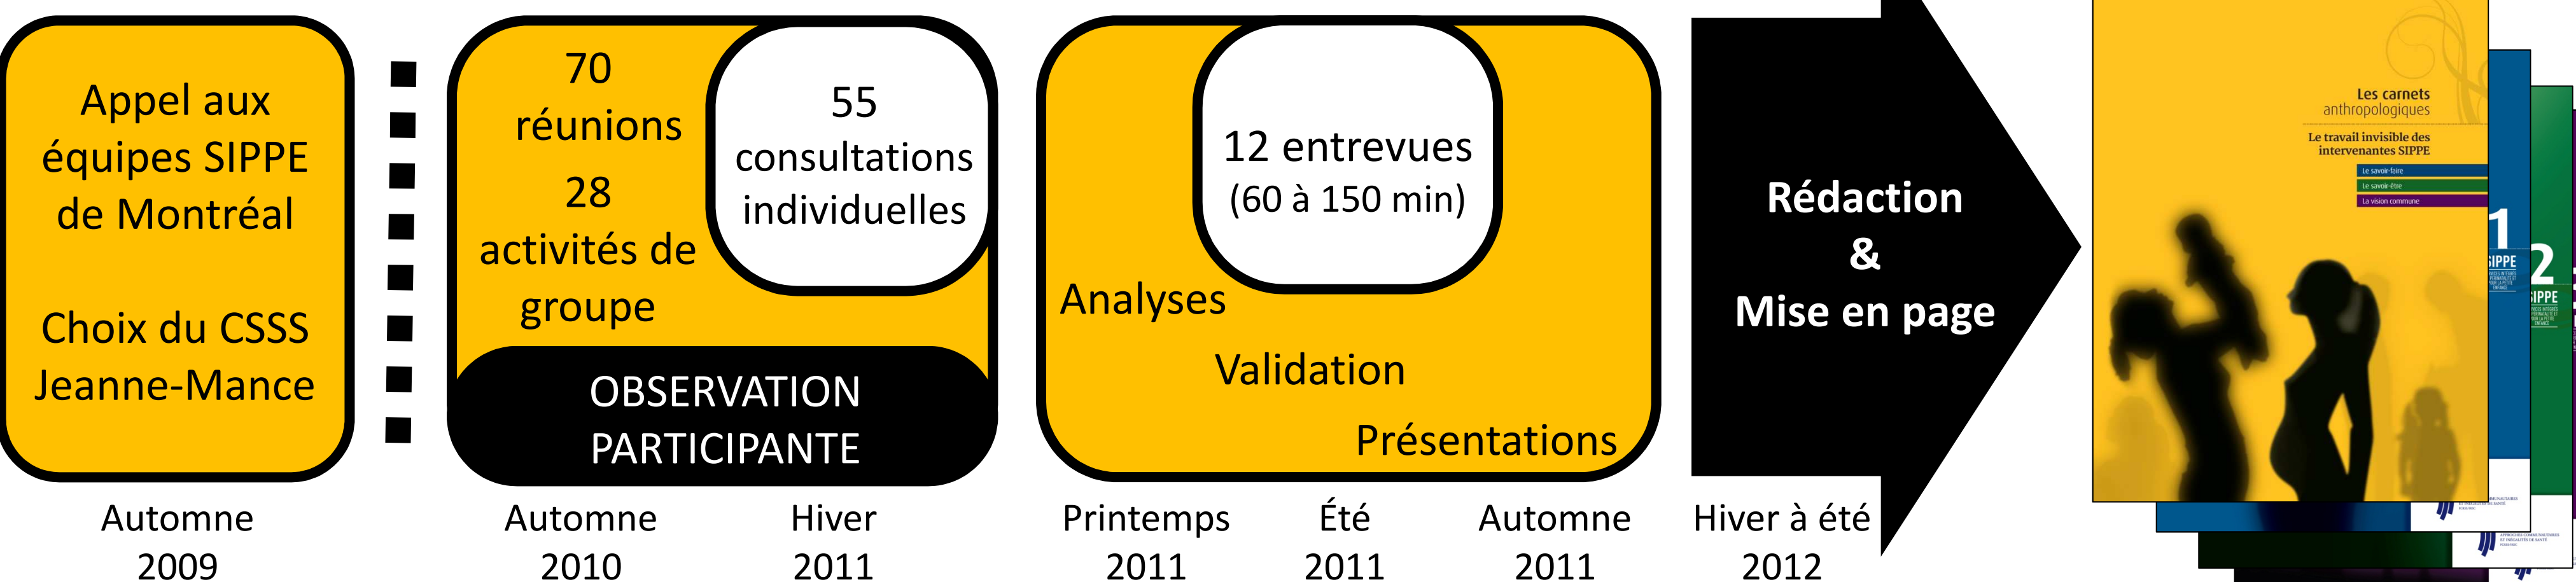 Appel aux
équipes SIPPE
de Montréal
Choix du CSSS
Jeanne-Mance
Automne
2009
70
réunions
28
activités de
groupe
55
consultations
individuelles
OBSERVATION
PARTICIPANTE
Automne
2010
Hiver
2011
12 entrevues
(60 à 150 min)
Analyses
Validation
Présentations
Printemps
2011
Été
2011
Automne
2011
Rédaction
&
Mise en page
Hiver à été
2012
Les carnets
anthropologiques
Le travail invisible des
intervenantes SIPPE
Le savoir-faire
Le savoir-être
La vision commune
1
SIPPE
2
SIPPE